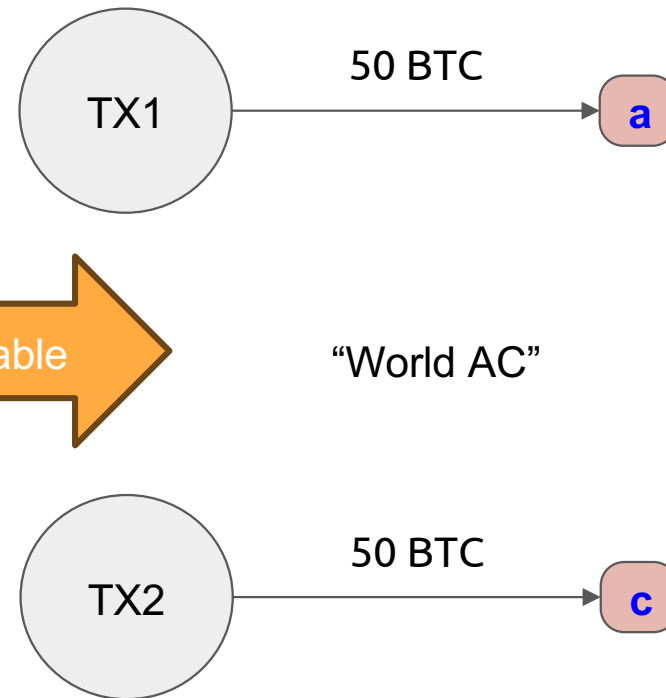 50 BTC
TX1
a
able
“World AC”
50 BTC
TX2
c